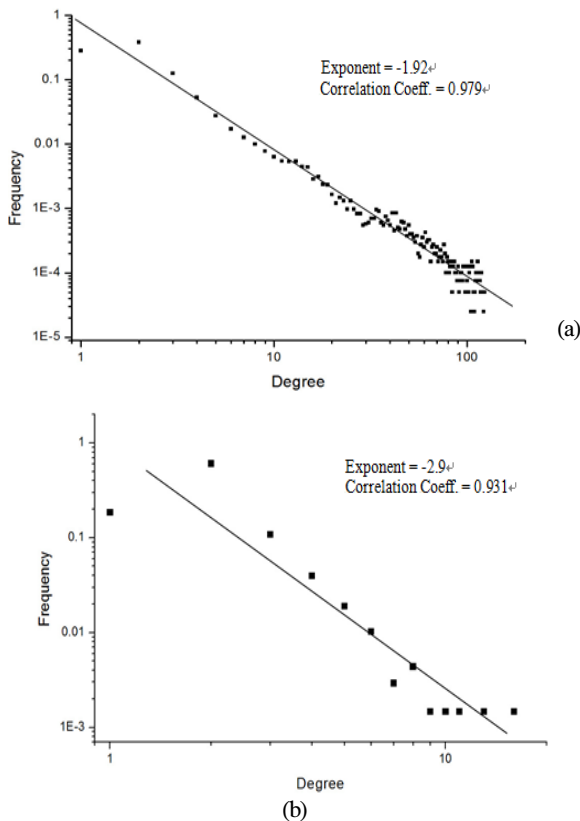 1
0.1
0.01
1E-3
1E-4
1E-5
Frequency
Exponent = -1.92↵
Correlation Coeff. = 0.979↵
1 10 100
Degree
(a)
1
0.1
0.01
1E-3
Frequency
Exponent = -2.9↵
Correlation Coeff. = 0.931↵
1 10
Degree
(b)